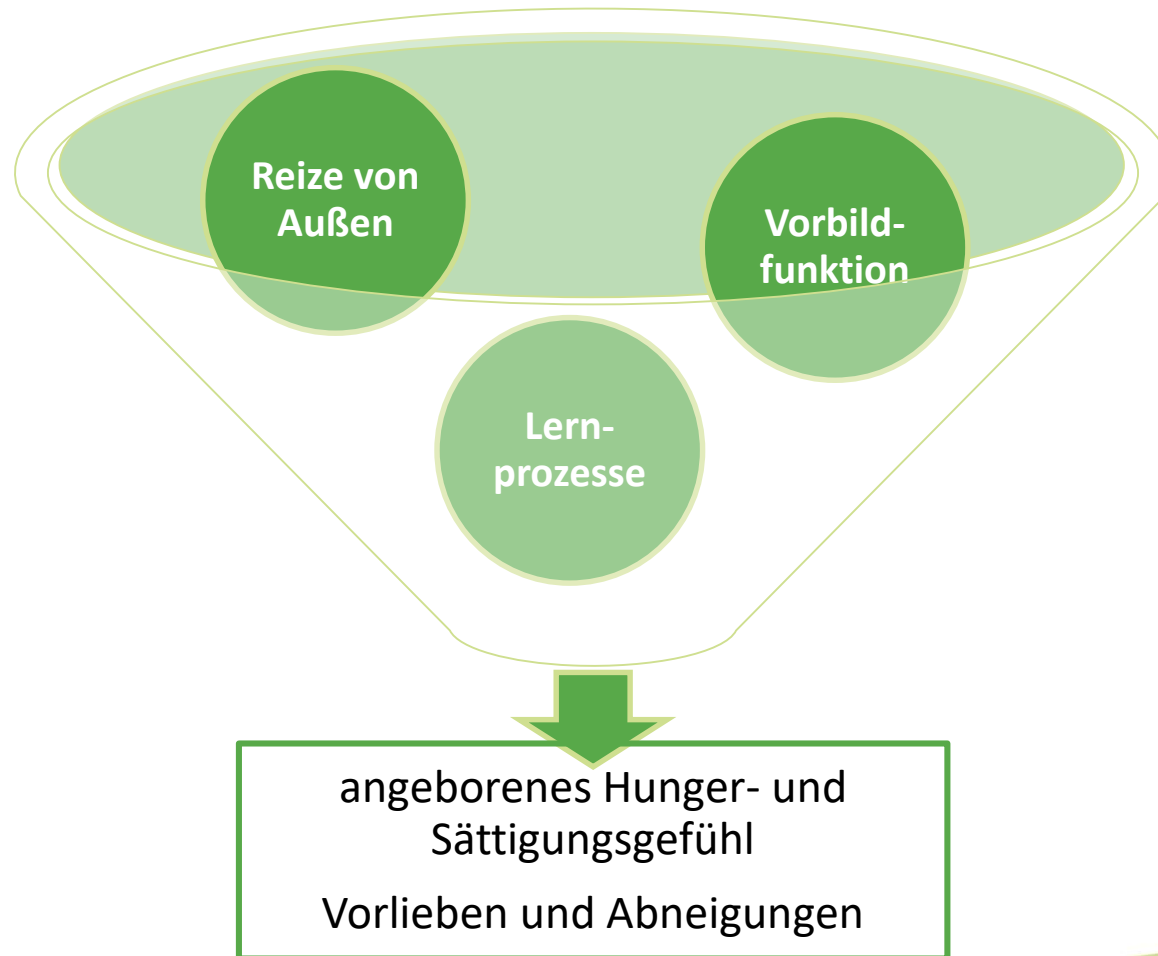 Reize von
Außen
Vorbild-
funktion
Lern-
prozesse
angeborenes Hunger- und
Sättigungsgefühl
Vorlieben und Abneigungen